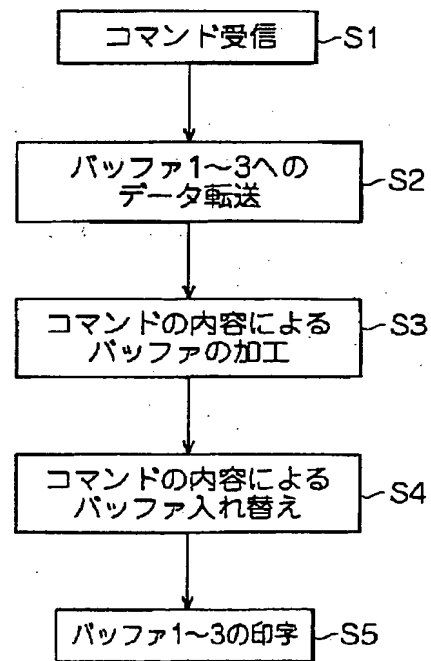 コマンド受信 S1
バッファ1〜3への
データ転送 S2
コマンドの内容による
バッファの加工 S3
コマンドの内容による
バッファ入れ替え S4
バッファ1〜3の印字 S5